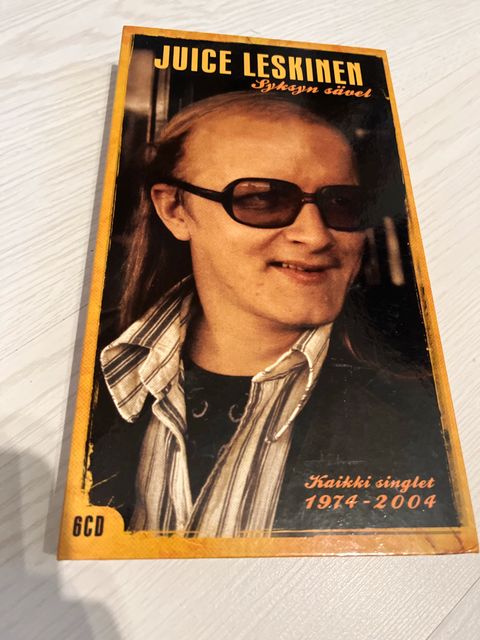 JUICE LESKINEN
Syksyn sävel
Kaikki singlet
1974-2004
6CD